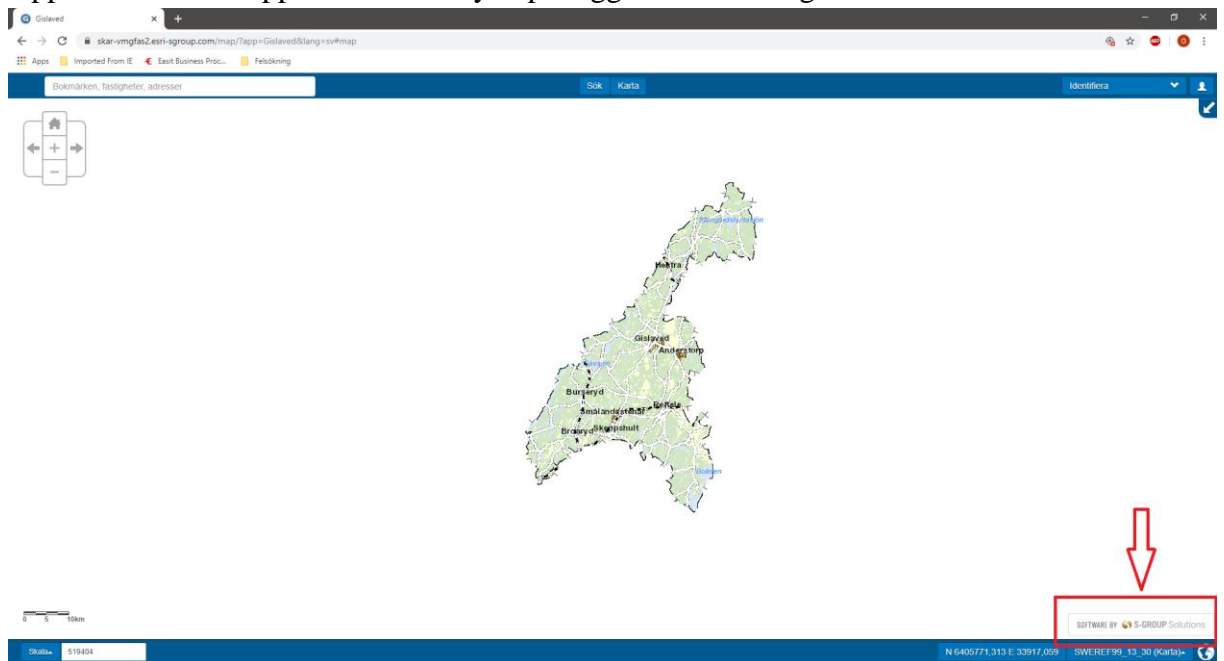 Gislaved
skar-vmgfas2.esri-sgroup.com/map/?app=Gislaved&lang=sv#map
Apps Imported From IE Easit Business Proc... Felsökning
Bokmärken, fastigheter, adresser
Sök Karta
Identifiera
Hestra
Gislaved
Anderstorp
Burseryd
Smålandsstenar
Reftele
Broaryd
Skeppshult
Bolmen
0 5 10km
SOFTWARE BY S-GROUP Solutions
Skala 519404
N 6405771,313 E 33917,059
SWEREF99_13_30 (Karta)